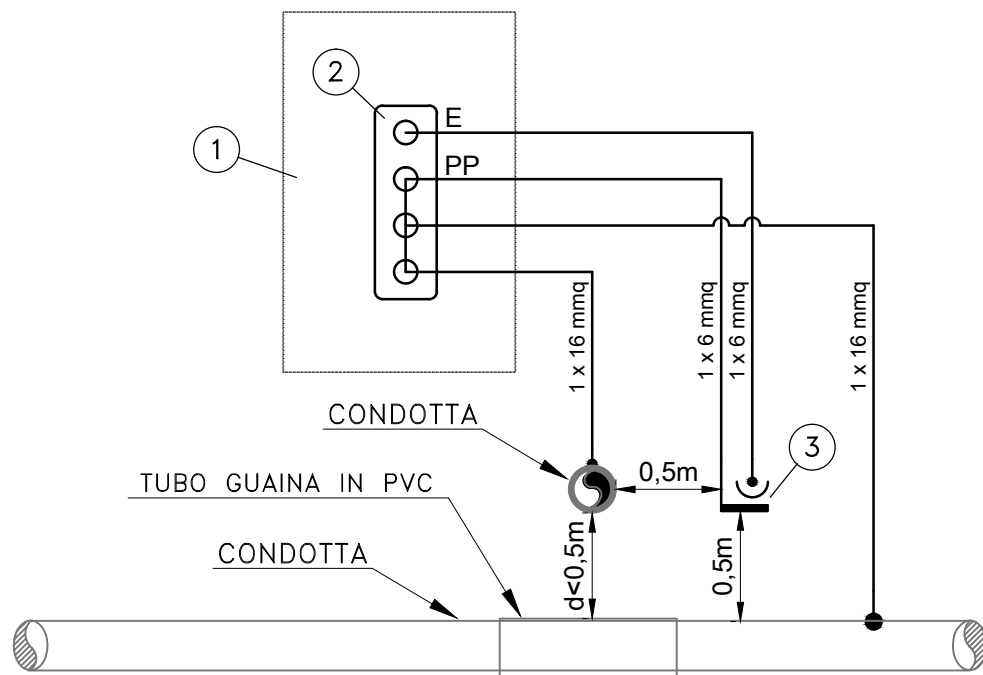 2
E
1
PP
1 x 16 mmq
1 x 6 mmq
1 x 6 mmq
1 x 16 mmq
CONDOTTA
3
0,5m
TUBO GUAINA IN PVC
CONDOTTA
d<0,5m
0,5m